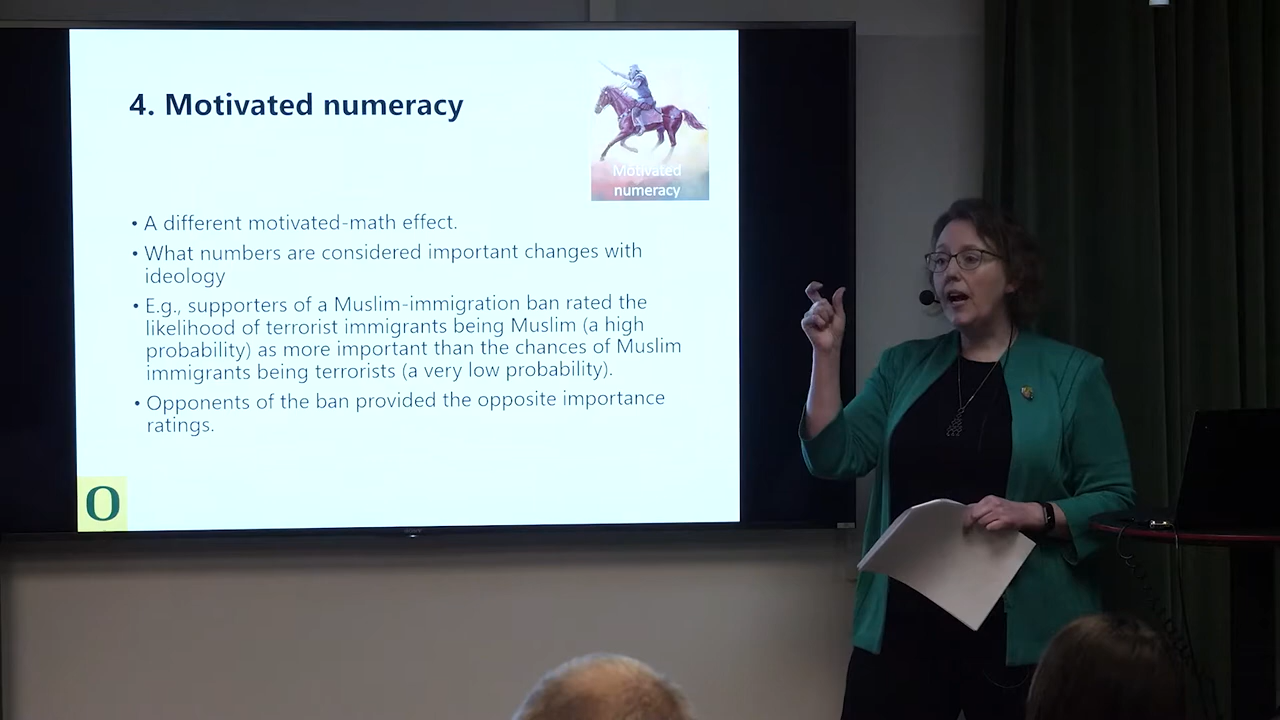 4. Motivated numeracy
Motivated
numeracy
• A different motivated-math effect.
• What numbers are considered important changes with
ideology
• E.g., supporters of a Muslim-immigration ban rated the
likelihood of terrorist immigrants being Muslim (a high
probability) as more important than the chances of Muslim
immigrants being terrorists (a very low probability).
• Opponents of the ban provided the opposite importance
ratings.
O